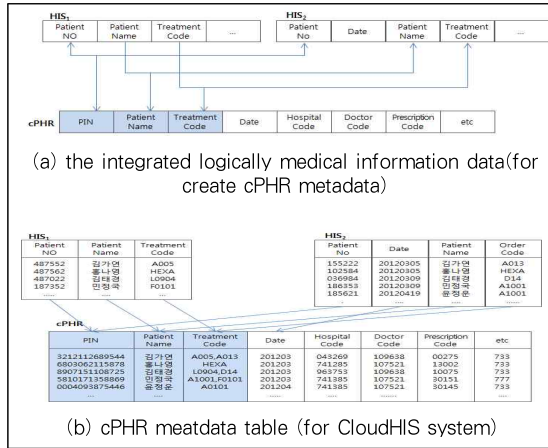 HIS1
Patient NO Patient Name Treatment Code ...
HIS2
Patient No Date Patient Name Treatment Code ...
cPHR PIN Patient Name Treatment Code Date Hospital Code Doctor Code Prescription Code etc
(a) the integrated logically medical information data(for
create cPHR metadata)
HIS1
Patient No Patient Name Treatment Code
487552 김가연 A005
487562 홍나영 HEXA
487022 김태경 L0904
187352 민정국 F0101
...... ... ...
HIS2
Patient No Date Patient Name Order Code
155222 20120305 김가연 A013
102584 20120305 홍나영 HEXA
036984 20120309 김태경 D14
186353 20120309 민정국 A1001
185621 20120419 윤정운 A1001
cPHR
PIN Patient Name Treatment Code Date Hospital Code Doctor Code Prescription Code etc
3212112689544 김가연 A005,A013 201203 043269 109638 00275 733
6803062115878 홍나영 HEXA 201203 741285 107521 13002 733
8907151108725 김태경 L0904,D14 201203 963753 109638 10075 733
5810171358869 민정국 A1001,F0101 201203 741385 107521 30151 777
0004093875446 윤정운 A0101 201204 741385 107521 30145 733
(b) cPHR meatdata table (for CloudHIS system)